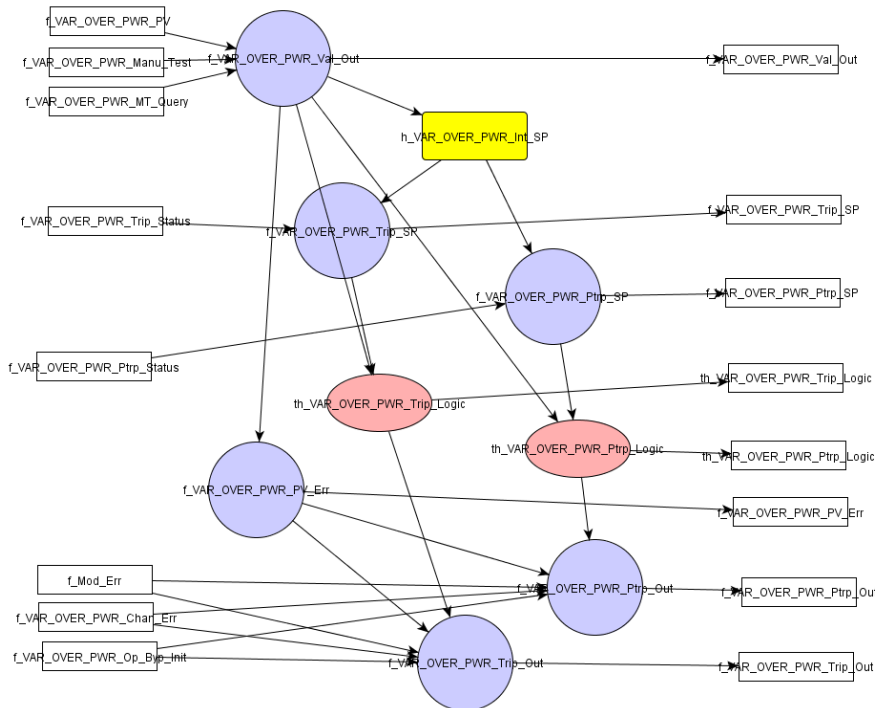 f_VAR_OVER_PWR_PV
f_VAR_OVER_PWR_Manu_Test
f_VAR_OVER_PWR_Val_Out
f_VAR_OVER_PWR_Val_Out
f_VAR_OVER_PWR_MT_Query
h_VAR_OVER_PWR_Int_SP
f_VAR_OVER_PWR_Trip_Status
f_VAR_OVER_PWR_Trip_SP
f_VAR_OVER_PWR_Trip_SP
f_VAR_OVER_PWR_Ptrp_SP
f_VAR_OVER_PWR_Ptrp_SP
f_VAR_OVER_PWR_Ptrp_Status
th_VAR_OVER_PWR_Trip_Logic
th_VAR_OVER_PWR_Trip_Logic
th_VAR_OVER_PWR_Ptrp_Logic
th_VAR_OVER_PWR_Ptrp_Logic
f_VAR_OVER_PWR_PV_Err
f_VAR_OVER_PWR_PV_Err
f_Mod_Err
f_VAR_OVER_PWR_Ptrp_Out
f_VAR_OVER_PWR_Ptrp_Out
f_VAR_OVER_PWR_Chan_Err
f_VAR_OVER_PWR_Op_Byp_Init
f_VAR_OVER_PWR_Trip_Out
f_VAR_OVER_PWR_Trip_Out